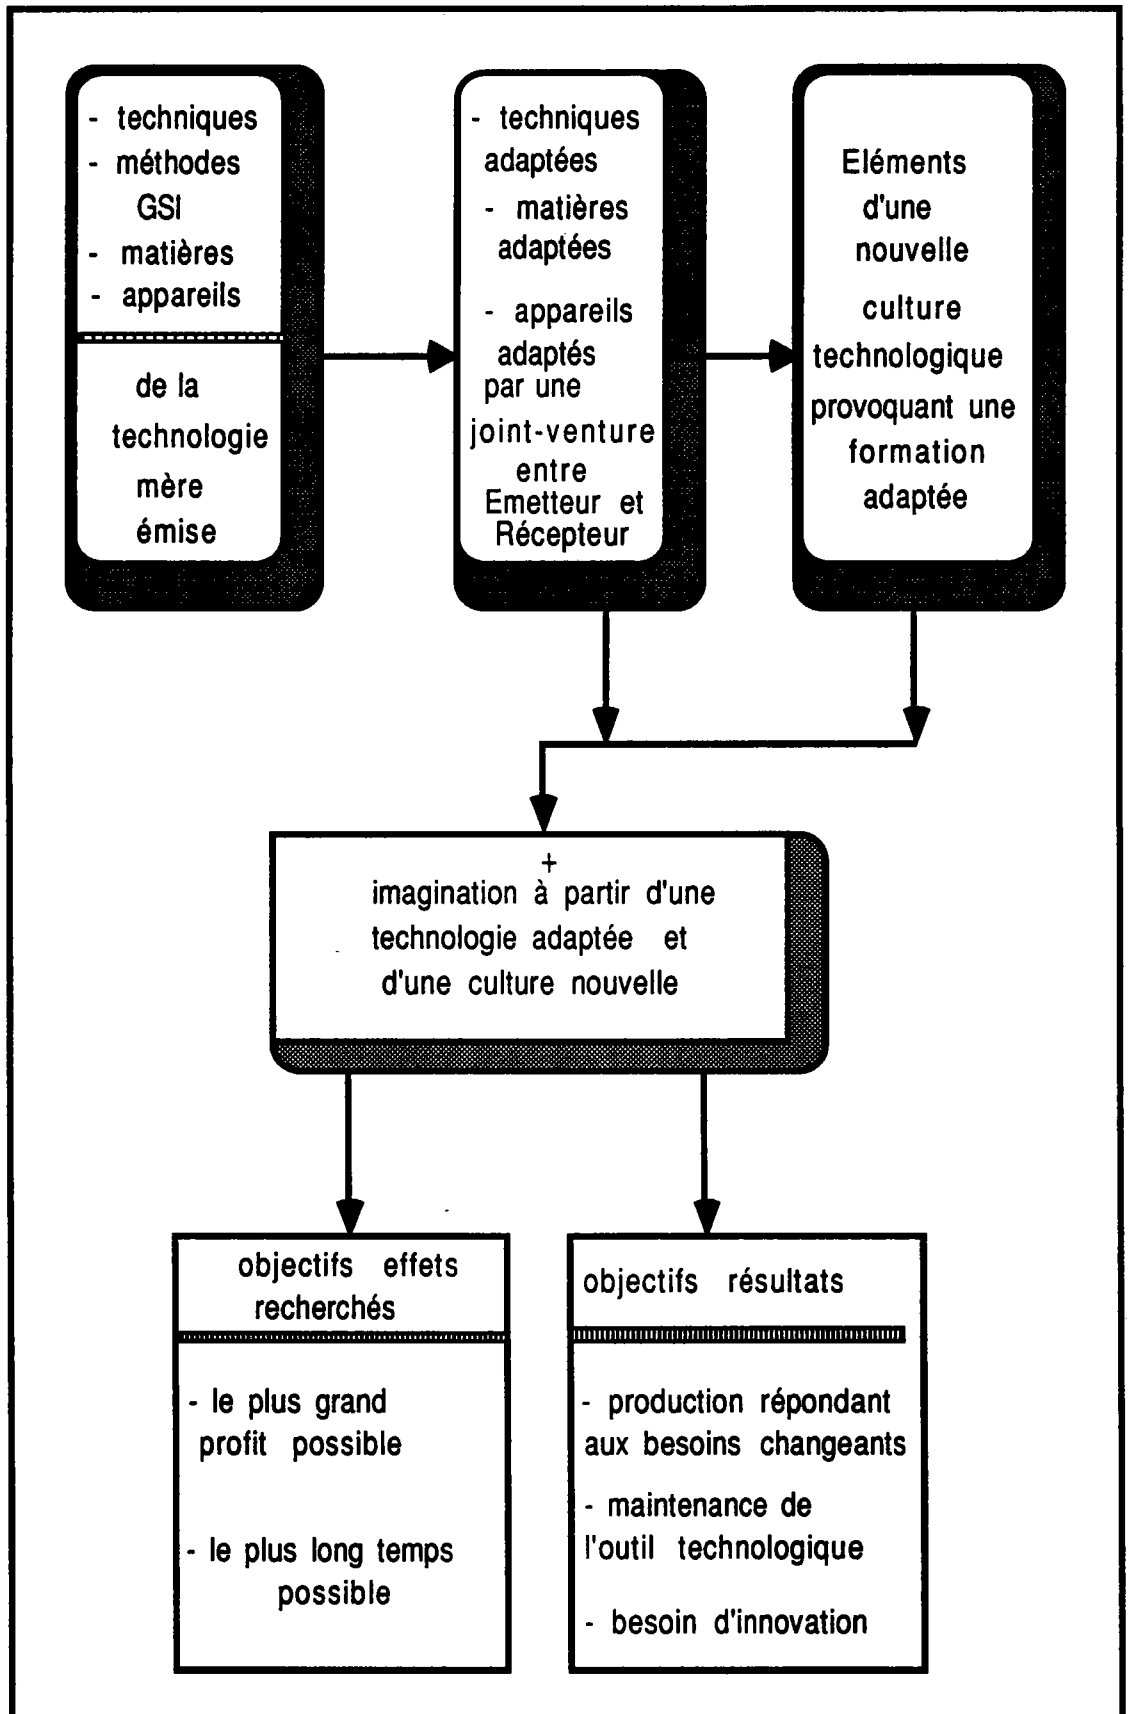 - techniques
- méthodes
GSI
- matières
- appareils
de la
technologie
mère
émise
- techniques
adaptées
- matières
adaptées
- appareils
adaptés
par une
joint-venture
entre
Emetteur et
Récepteur
Eléments
d'une
nouvelle
culture
technologique
provoquant une
formation
adaptée
+
imagination à partir d'une
technologie adaptée et
d'une culture nouvelle
objectifs effets
recherchés
- le plus grand
profit possible
- le plus long temps
possible
objectifs résultats
- production répondant
aux besoins changeants
- maintenance de
l'outil technologique
- besoin d'innovation